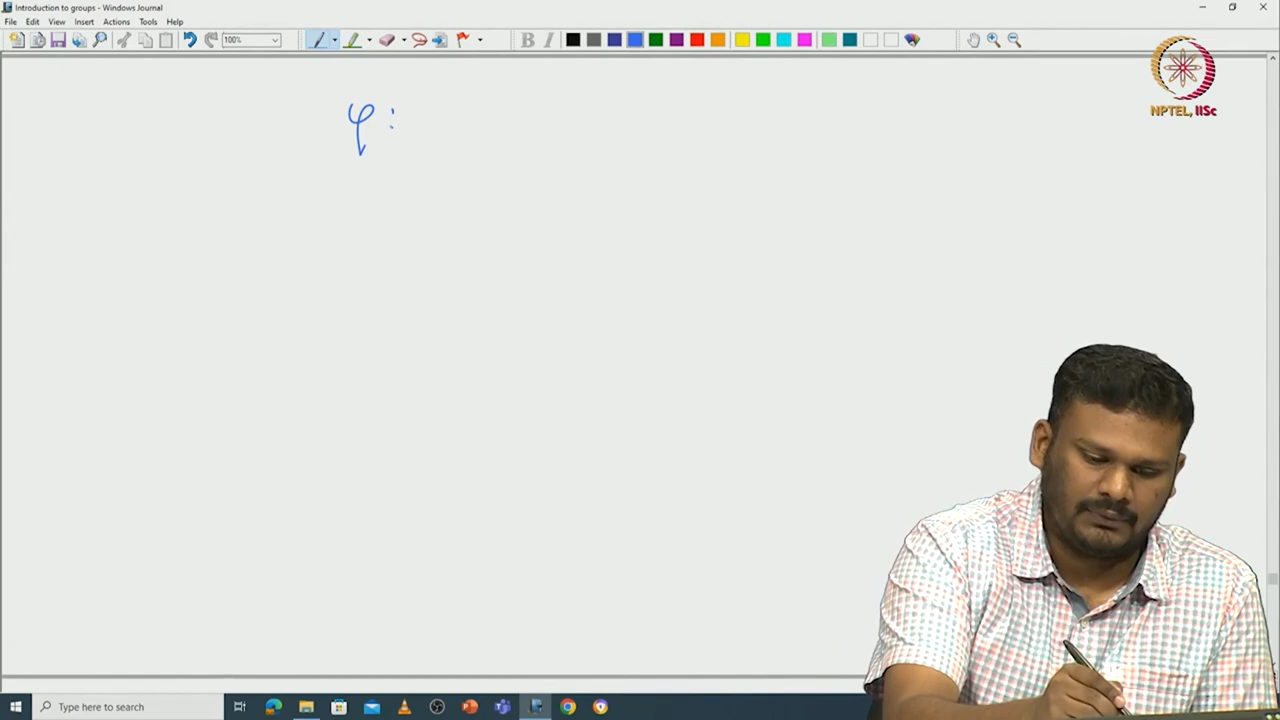 Introduction to groups - Windows Journal
File Edit View Insert Actions Tools Help
100%
B I
NPTEL, IISc
φ :
Type here to search